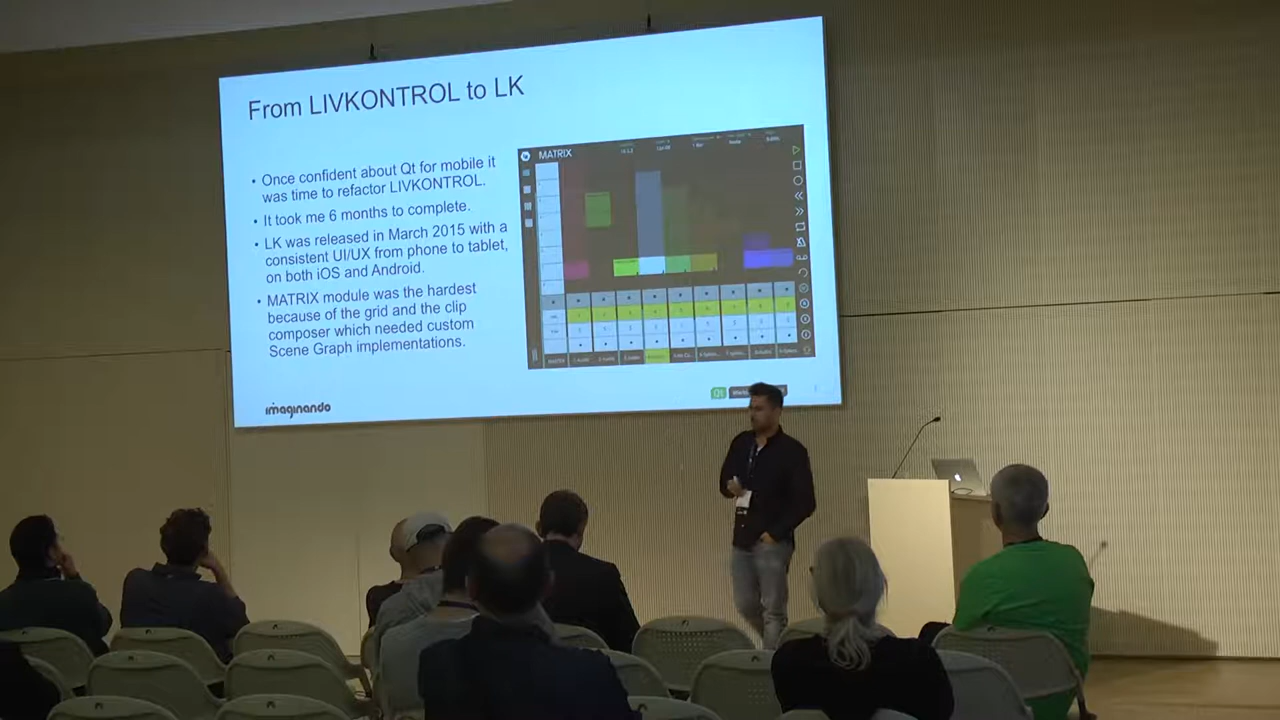 From LIVKONTROL to LK
• Once confident about Qt for mobile it
was time to refactor LIVKONTROL.
• It took me 6 months to complete.
• LK was released in March 2015 with a
consistent UI/UX from phone to tablet,
on both iOS and Android.
• MATRIX module was the hardest
because of the grid and the clip
composer which needed custom
Scene Graph implementations.
MATRIX
imaginando
Qt